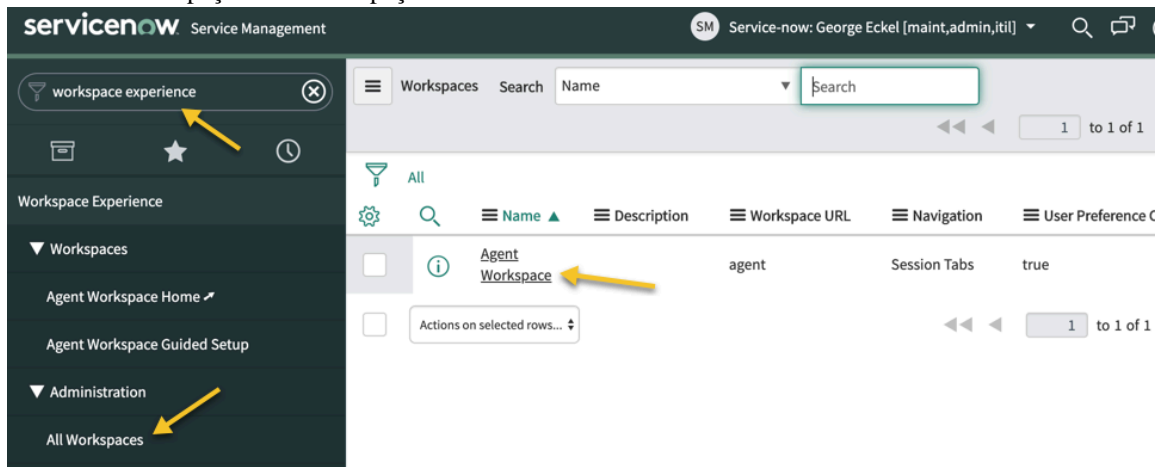 servicenow Service Management
SM Service-now: George Eckel [maint,admin,itil]
workspace experience
Workspaces Search Name Search
1 to 1 of 1
Workspace Experience
All
Name Description Workspace URL Navigation User Preference
Workspaces
Agent Workspace agent Session Tabs true
Agent Workspace Home
Actions on selected rows... 1 to 1 of 1
Agent Workspace Guided Setup
Administration
All Workspaces